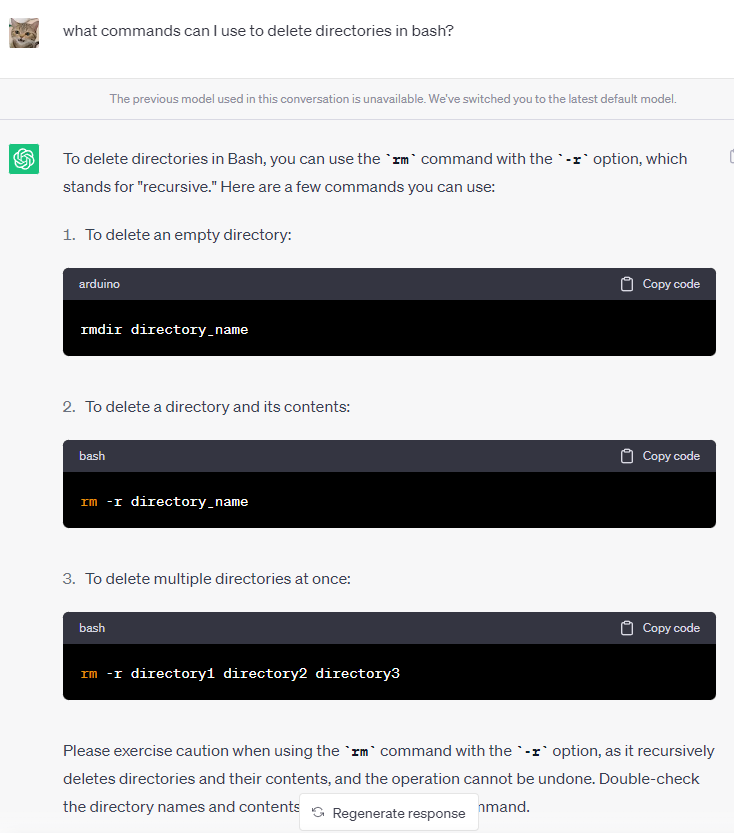 what commands can I use to delete directories in bash?
The previous model used in this conversation is unavailable. We've switched you to the latest default model.
To delete directories in Bash, you can use the `rm` command with the `-r` option, which
stands for "recursive." Here are a few commands you can use:
1. To delete an empty directory:
arduino Copy code
rmdir directory_name
2. To delete a directory and its contents:
bash Copy code
rm -r directory_name
3. To delete multiple directories at once:
bash Copy code
rm -r directory1 directory2 directory3
Please exercise caution when using the `rm` command with the `-r` option, as it recursively
deletes directories and their contents, and the operation cannot be undone. Double-check
the directory names and contents mmand.
Regenerate response